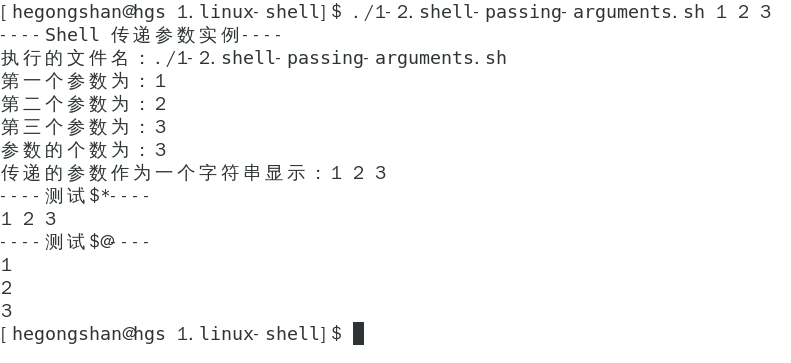 [hegongshan@hgs 1.linux-shell]$ ./1-2.shell-passing-arguments.sh 1 2 3
----Shell 传递参数实例----
执行的文件名：./1-2.shell-passing-arguments.sh
第一个参数为：1
第二个参数为：2
第三个参数为：3
参数的个数为：3
传递的参数作为一个字符串显示：1 2 3
----测试$*----
1 2 3
----测试$@----
1
2
3
[hegongshan@hgs 1.linux-shell]$